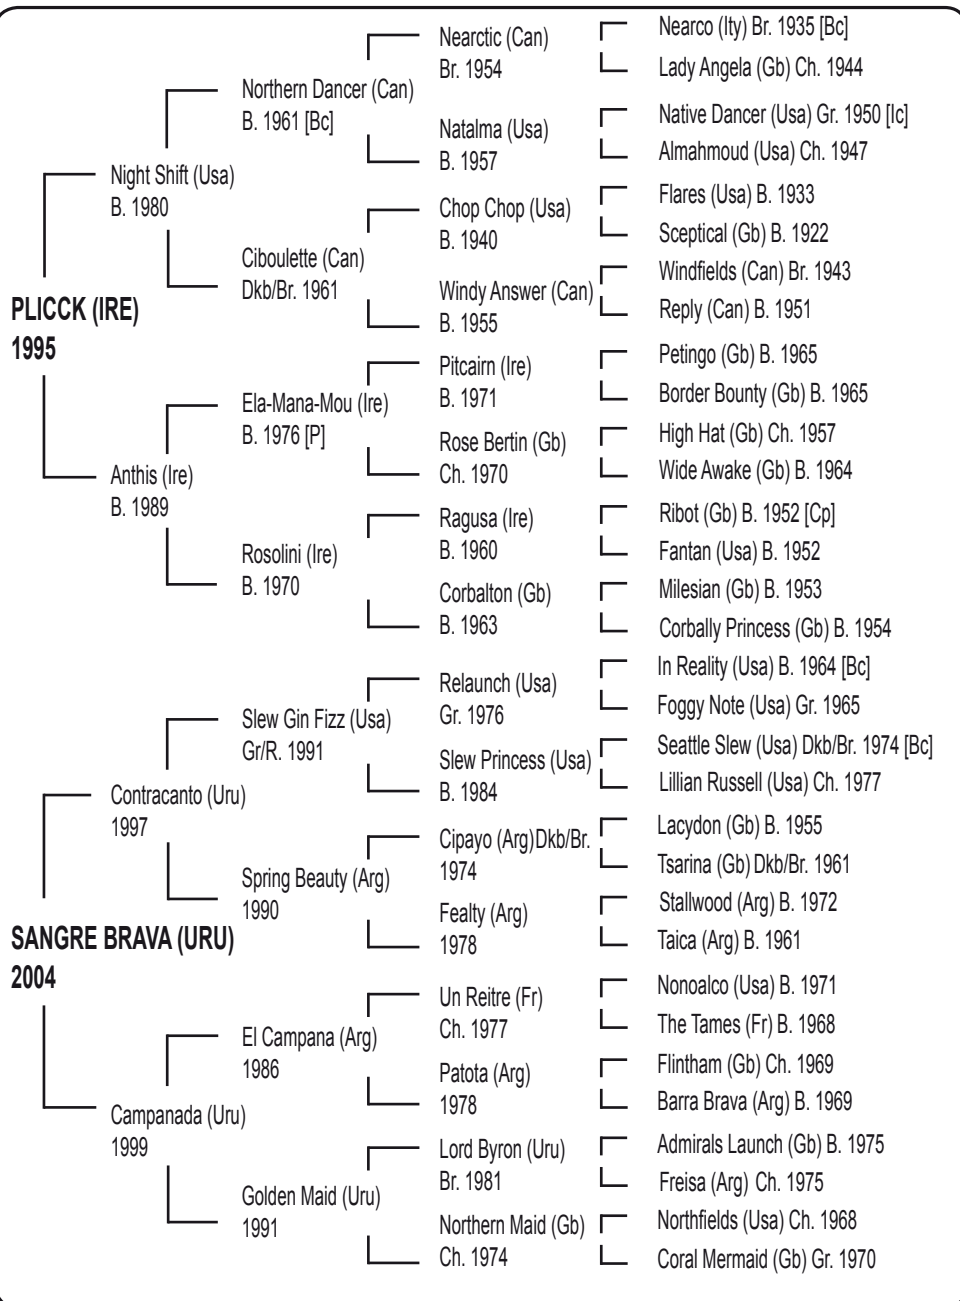 Nearco (Ity) Br. 1935 [Bc]
Nearctic (Can)
Br. 1954
Lady Angela (Gb) Ch. 1944
Northern Dancer (Can)
B. 1961 [Bc]
Native Dancer (Usa) Gr. 1950 [Ic]
Natalma (Usa)
B. 1957
Almahmoud (Usa) Ch. 1947
Night Shift (Usa)
B. 1980
Flares (Usa) B. 1933
Chop Chop (Usa)
B. 1940
Sceptical (Gb) B. 1922
Ciboulette (Can)
Dkb/Br. 1961
Windfields (Can) Br. 1943
Windy Answer (Can)
B. 1955
Reply (Can) B. 1951
PLICCK (IRE)
1995
Petingo (Gb) B. 1965
Pitcairn (Ire)
B. 1971
Border Bounty (Gb) B. 1965
Ela-Mana-Mou (Ire)
B. 1976 [P]
High Hat (Gb) Ch. 1957
Rose Bertin (Gb)
Ch. 1970
Wide Awake (Gb) B. 1964
Anthis (Ire)
B. 1989
Ribot (Gb) B. 1952 [Cp]
Ragusa (Ire)
B. 1960
Fantan (Usa) B. 1952
Rosolini (Ire)
B. 1970
Milesian (Gb) B. 1953
Corbalton (Gb)
B. 1963
Corbally Princess (Gb) B. 1954
In Reality (Usa) B. 1964 [Bc]
Relaunch (Usa)
Gr. 1976
Foggy Note (Usa) Gr. 1965
Slew Gin Fizz (Usa)
Gr/R. 1991
Seattle Slew (Usa) Dkb/Br. 1974 [Bc]
Slew Princess (Usa)
B. 1984
Lillian Russell (Usa) Ch. 1977
Contracanto (Uru)
1997
Lacydon (Gb) B. 1955
Cipayo (Arg)Dkb/Br.
1974
Tsarina (Gb) Dkb/Br. 1961
Spring Beauty (Arg)
1990
Stallwood (Arg) B. 1972
Fealty (Arg)
1978
Taica (Arg) B. 1961
SANGRE BRAVA (URU)
2004
Nonoalco (Usa) B. 1971
Un Reitre (Fr)
Ch. 1977
The Tames (Fr) B. 1968
El Campana (Arg)
1986
Flintham (Gb) Ch. 1969
Patota (Arg)
1978
Barra Brava (Arg) B. 1969
Campanada (Uru)
1999
Admirals Launch (Gb) B. 1975
Lord Byron (Uru)
Br. 1981
Freisa (Arg) Ch. 1975
Golden Maid (Uru)
1991
Northfields (Usa) Ch. 1968
Northern Maid (Gb)
Ch. 1974
Coral Mermaid (Gb) Gr. 1970